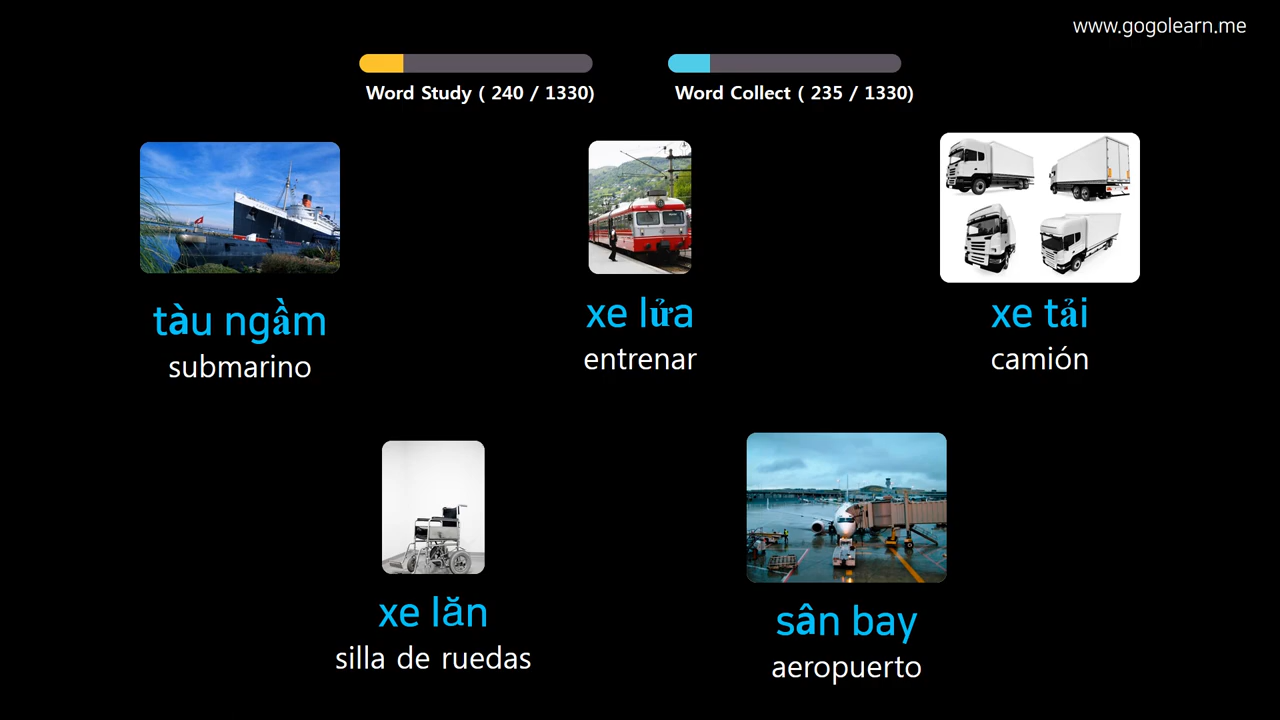 www.gogolearn.me
Word Study ( 240 / 1330)
Word Collect ( 235 / 1330)
tàu ngầm
submarino
xe lửa
entrenar
xe tải
camión
xe lăn
silla de ruedas
sân bay
aeropuerto